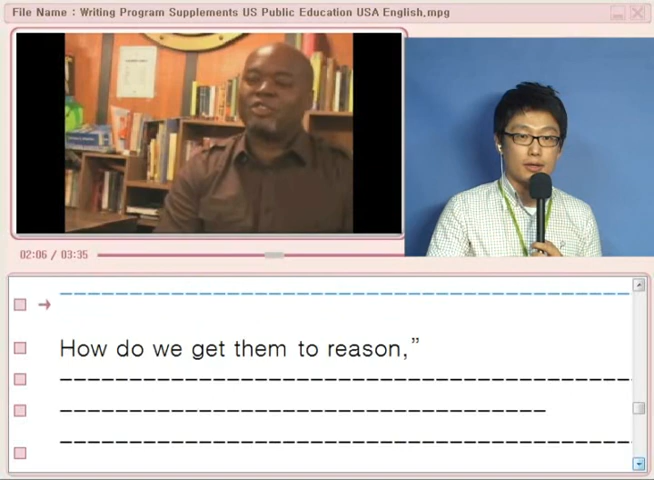 File Name : Writing Program Supplements US Public Education USA English.mpg
02:06 / 03:35
How do we get them to reason,”